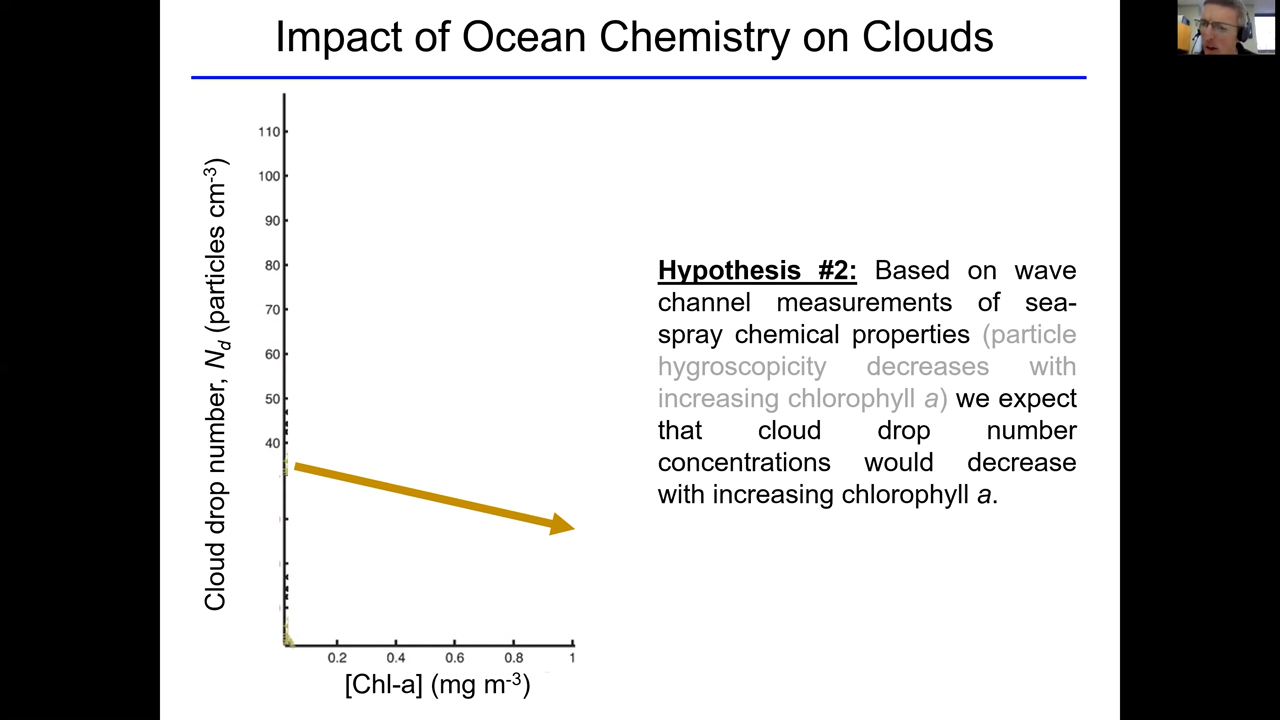 Impact of Ocean Chemistry on Clouds
Cloud drop number, N_d (particles cm⁻³)
110
100
90
80
70
60
50
40
0.2 0.4 0.6 0.8 1
[Chl-a] (mg m⁻³)
Hypothesis #2: Based on wave
channel measurements of sea-
spray chemical properties (particle
hygroscopicity decreases with
increasing chlorophyll a) we expect
that cloud drop number
concentrations would decrease
with increasing chlorophyll a.